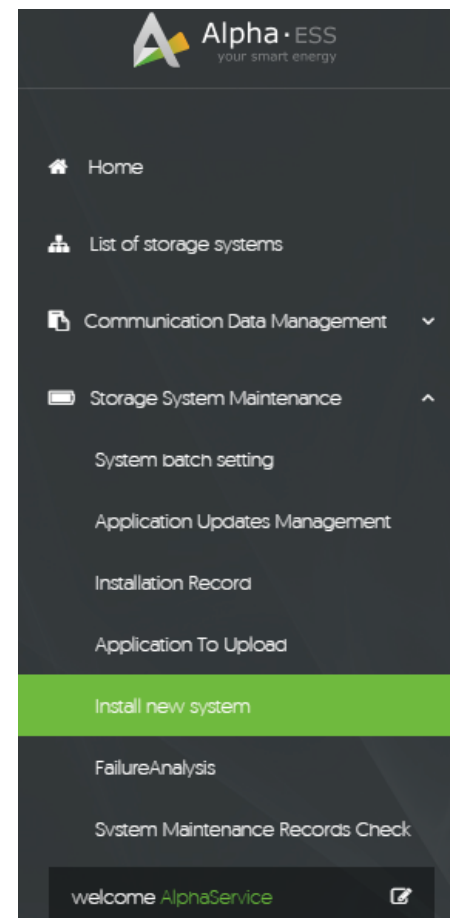 Alpha·ESS
your smart energy
Home
List of storage systems
Communication Data Management
Storage System Maintenance
System batch setting
Application Updates Management
Installation Record
Application To Upload
Install new system
FailureAnalysis
System Maintenance Records Check
welcome AlphaService